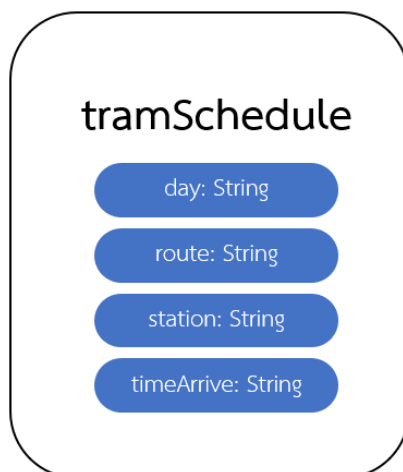 tramSchedule
day: String
route: String
station: String
timeArrive: String